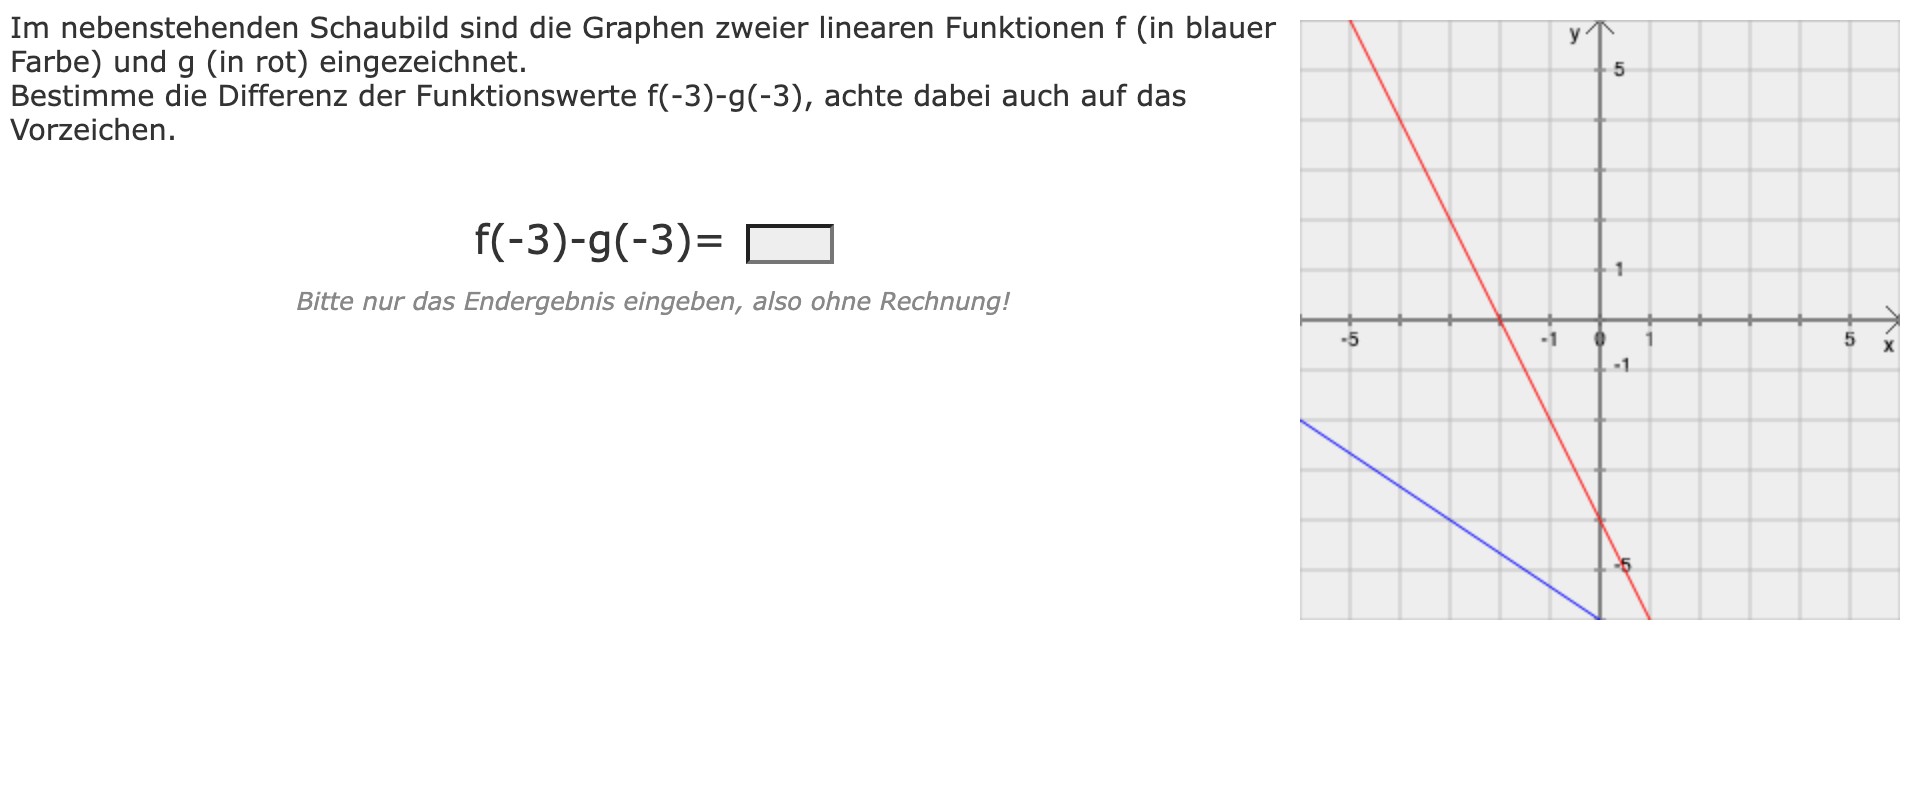 Im nebenstehenden Schaubild sind die Graphen zweier linearen Funktionen f (in blauer
Farbe) und g (in rot) eingezeichnet.
Bestimme die Differenz der Funktionswerte f(-3)-g(-3), achte dabei auch auf das
Vorzeichen.
f(-3)-g(-3)=
Bitte nur das Endergebnis eingeben, also ohne Rechnung!
y
5
1
-5 -1 0 1 5 x
-1
-5